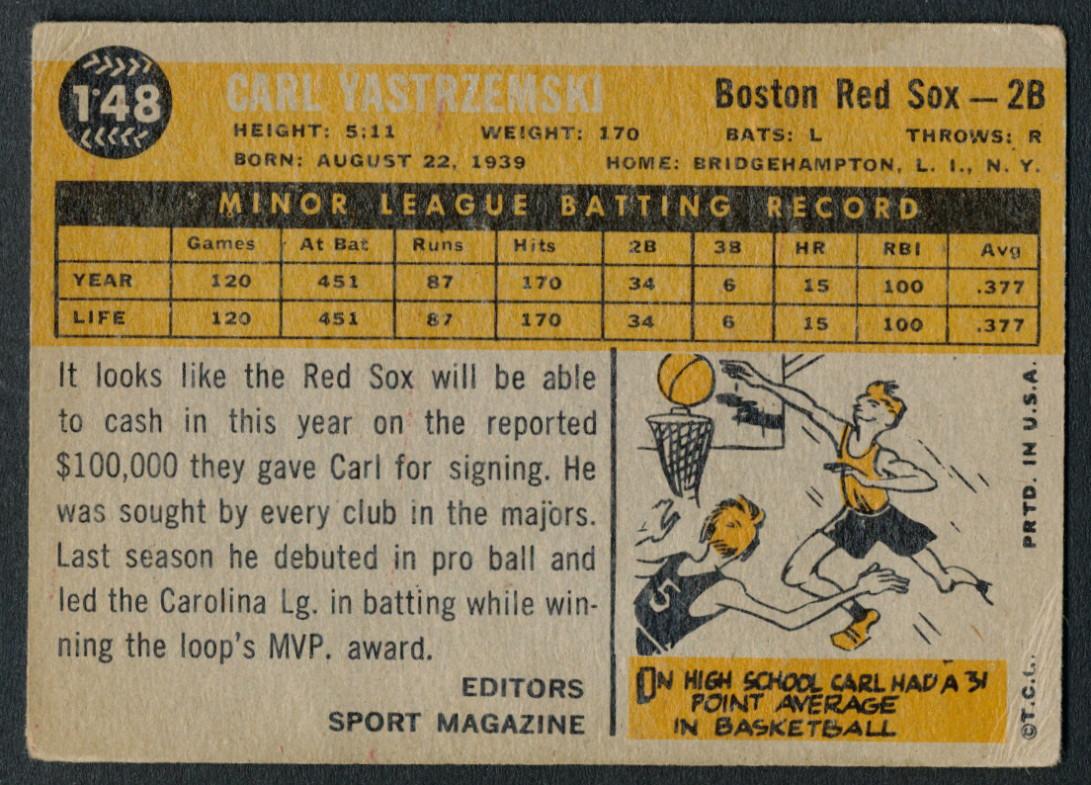 148
CARL YASTRZEMSKI
Boston Red Sox — 2B
HEIGHT: 5:11 WEIGHT: 170 BATS: L THROWS: R
BORN: AUGUST 22, 1939 HOME: BRIDGEHAMPTON, L. I., N. Y.
MINOR LEAGUE BATTING RECORD
Games At Bat Runs Hits 2B 3B HR RBI Avg
YEAR 120 451 87 170 34 6 15 100 .377
LIFE 120 451 87 170 34 6 15 100 .377
It looks like the Red Sox will be able
to cash in this year on the reported
$100,000 they gave Carl for signing. He
was sought by every club in the majors.
Last season he debuted in pro ball and
led the Carolina Lg. in batting while win-
ning the loop's MVP. award.
EDITORS
SPORT MAGAZINE
5
IN HIGH SCHOOL CARL HAD A 31
POINT AVERAGE
IN BASKETBALL
©T.C.G. PRTD. IN U.S.A.